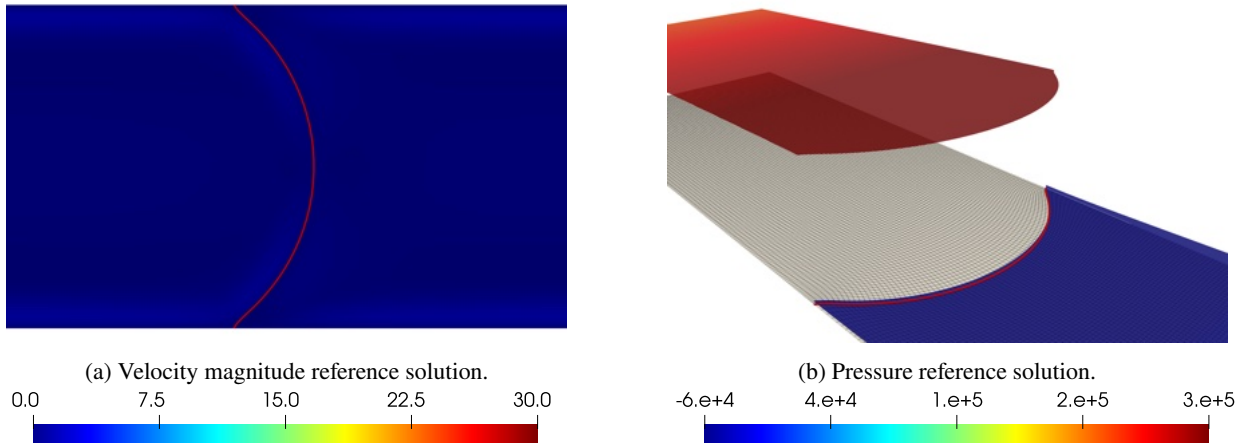 (a) Velocity magnitude reference solution.
0.0 7.5 15.0 22.5 30.0
(b) Pressure reference solution.
-6.e+4 4.e+4 1.e+5 2.e+5 3.e+5